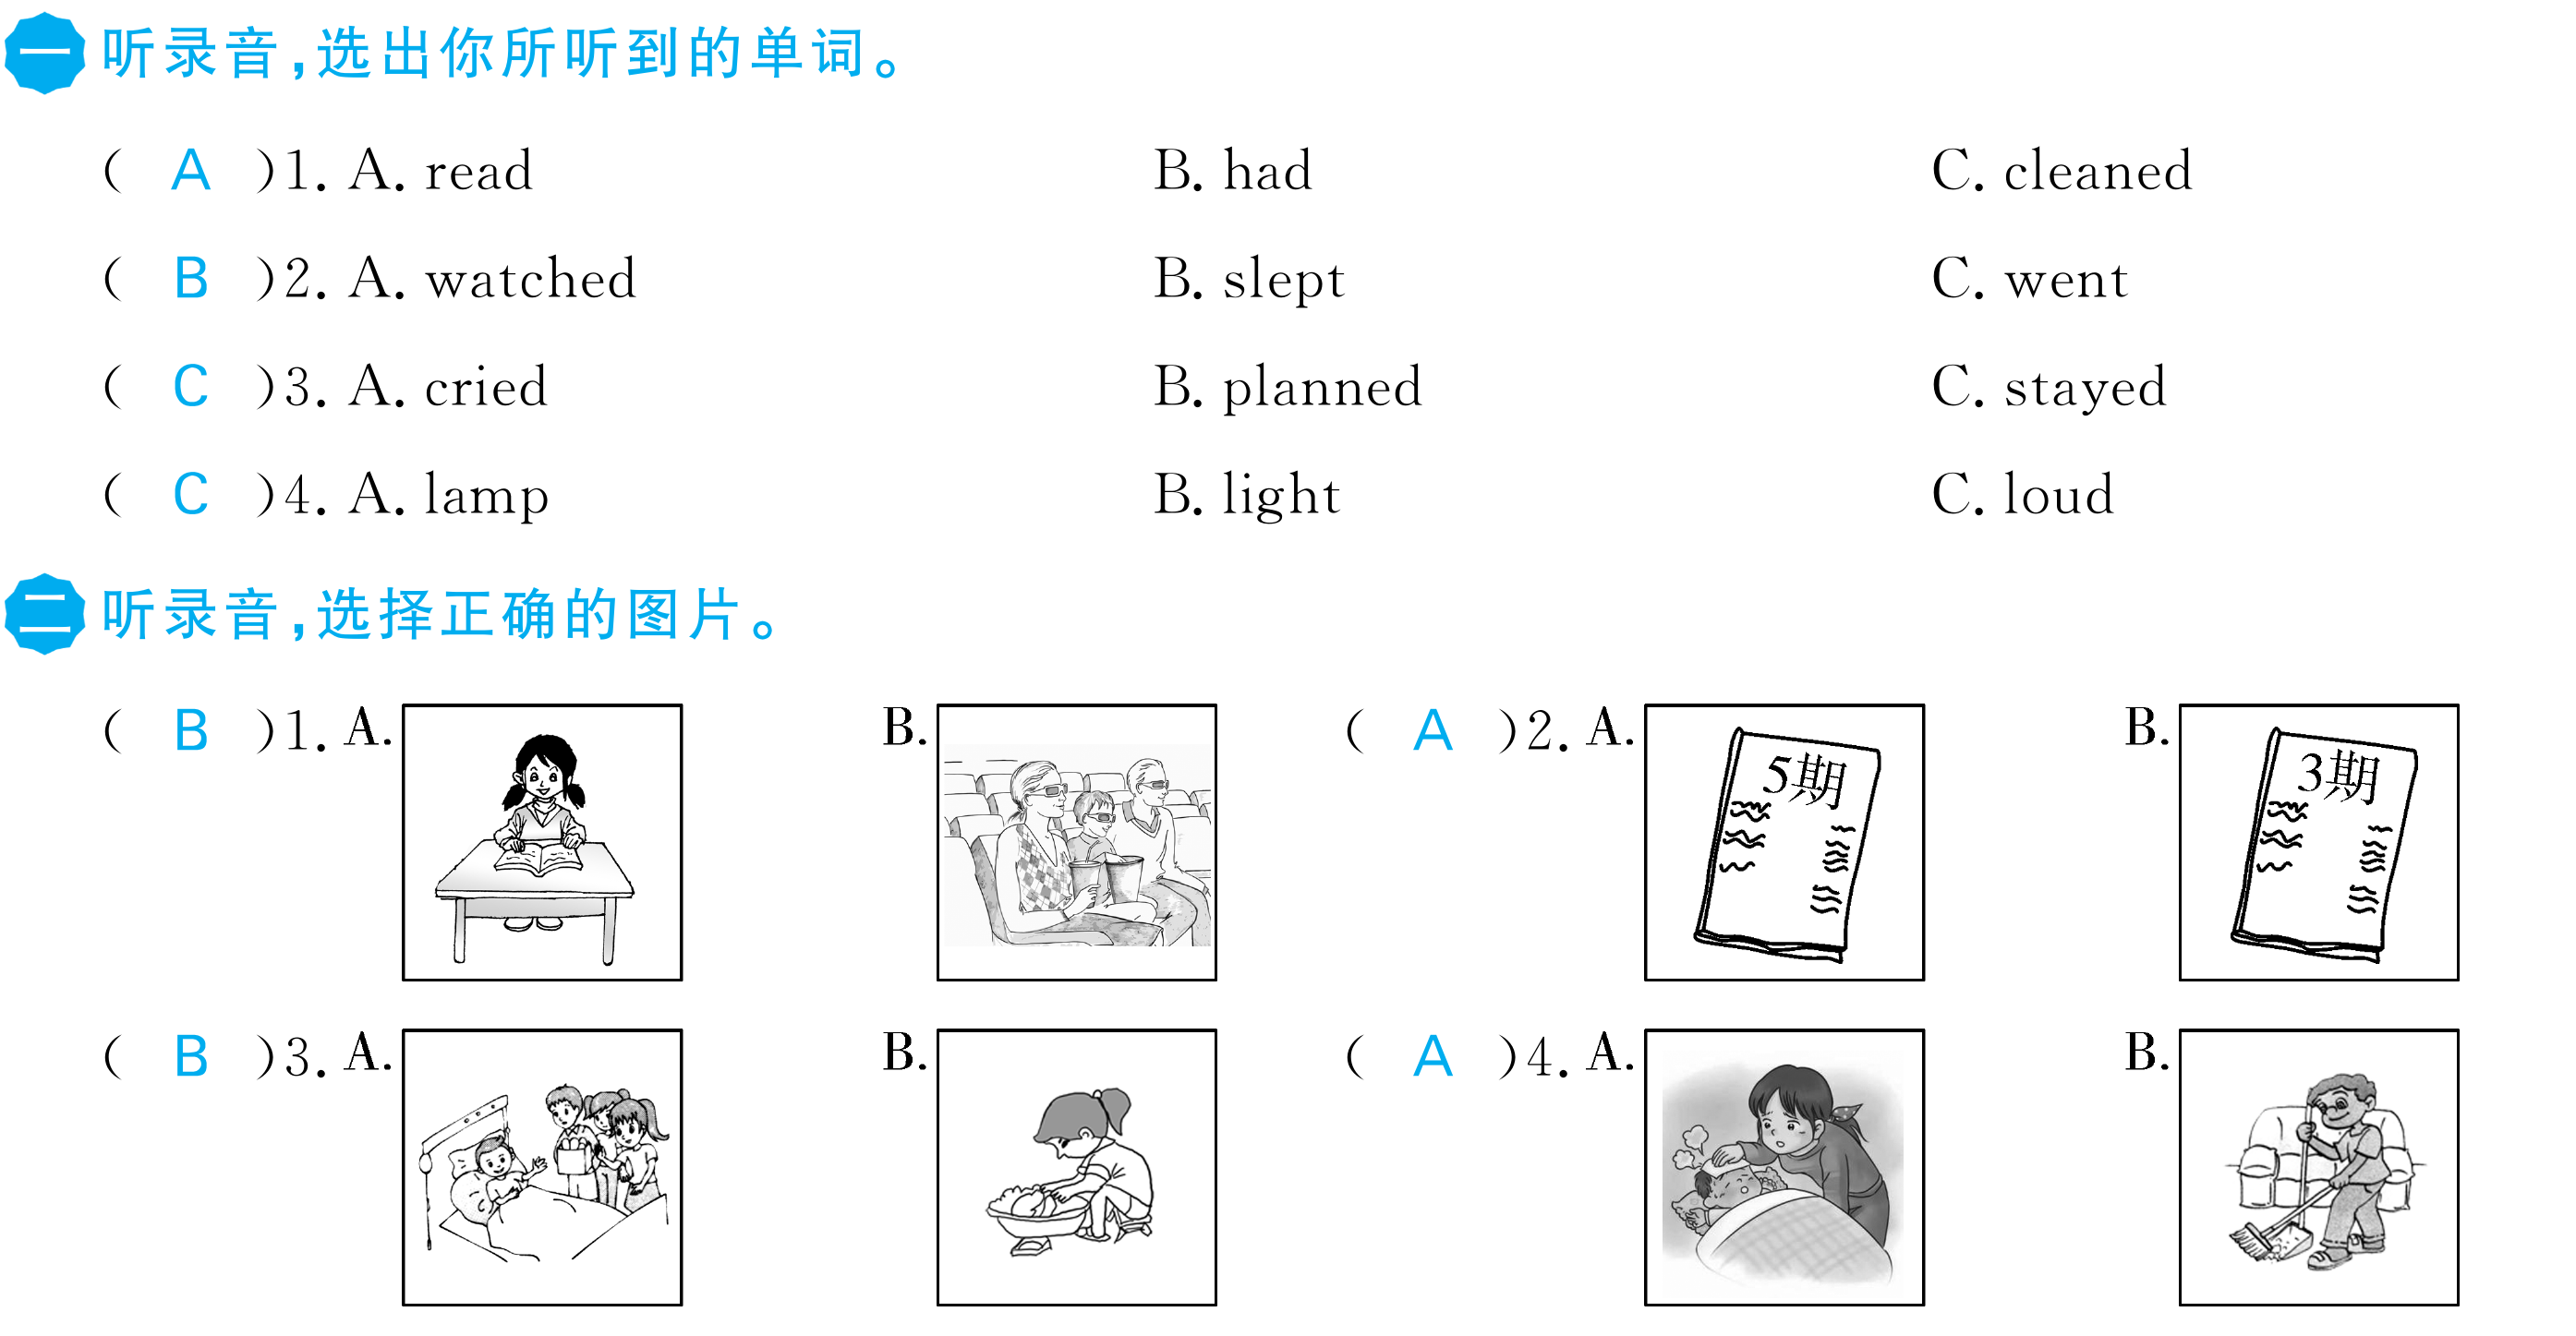 一 听录音,选出你所听到的单词。
( A )1. A. read B. had C. cleaned
( B )2. A. watched B. slept C. went
( C )3. A. cried B. planned C. stayed
( C )4. A. lamp B. light C. loud
二 听录音,选择正确的图片。
( B )1. A. B. ( A )2. A. 5期 B. 3期
( B )3. A. B. ( A )4. A. B.